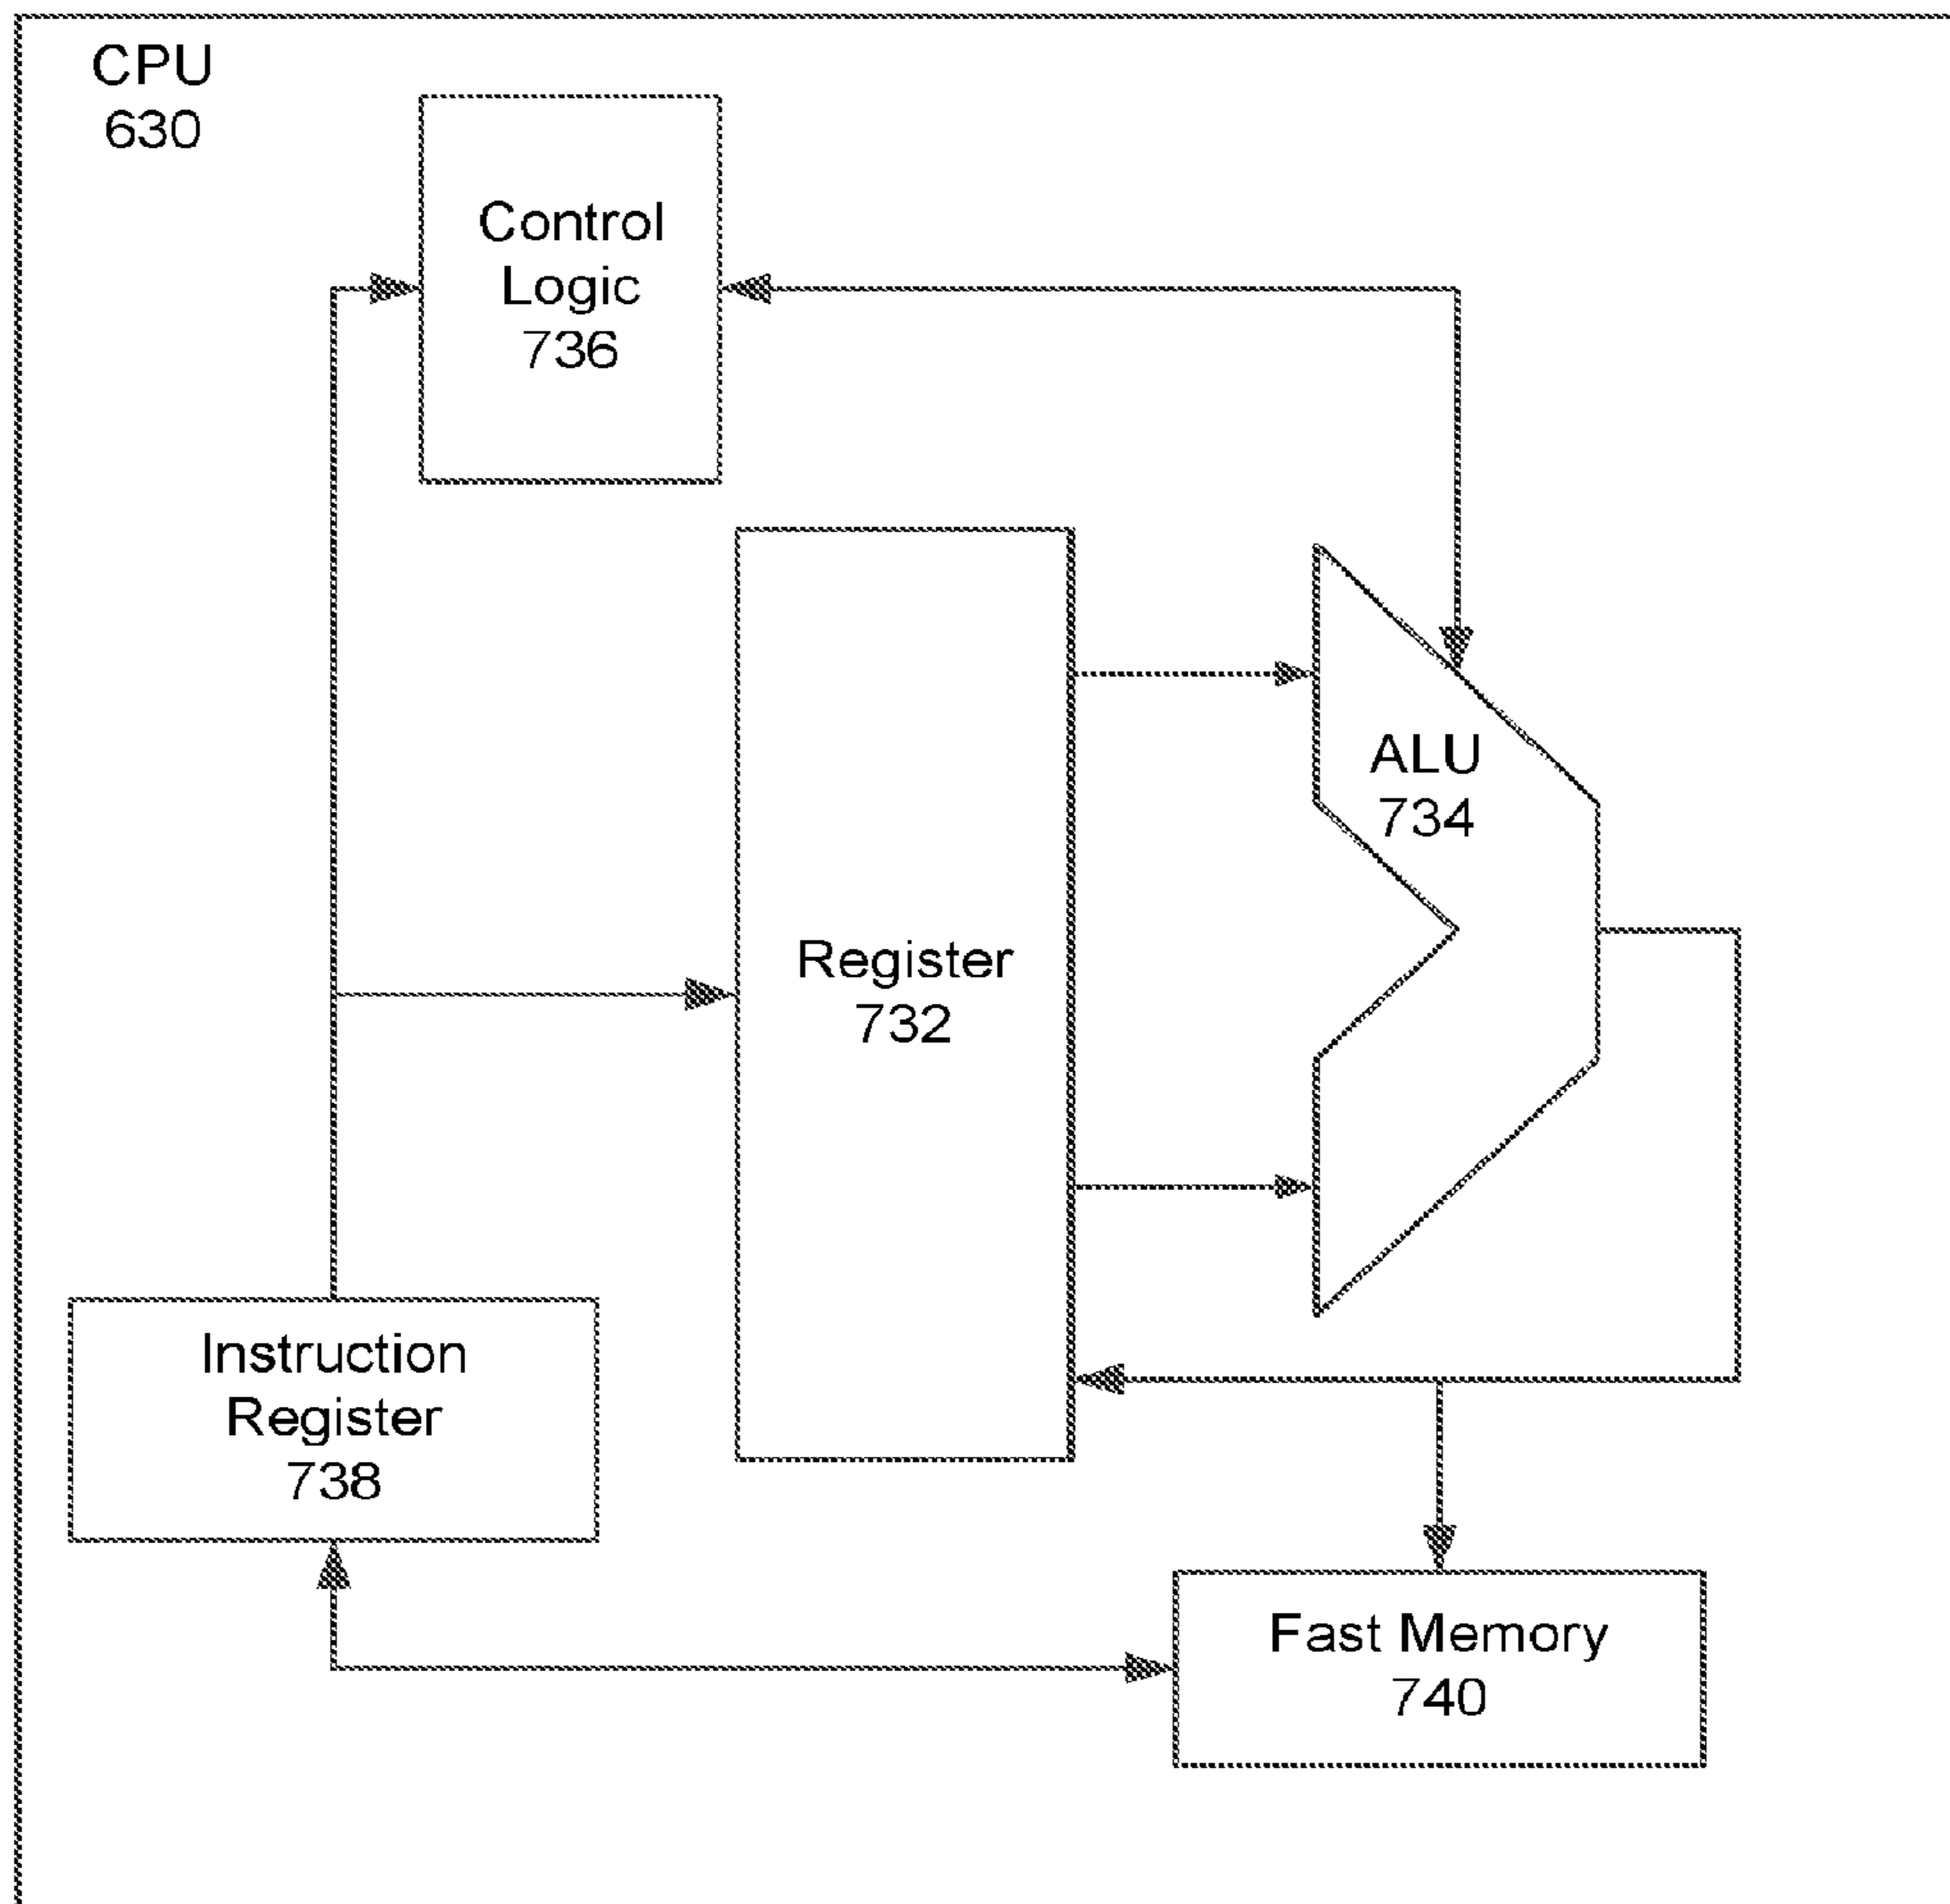 CPU
630
Control
Logic
736
ALU
734
Register
732
Instruction
Register
738
Fast Memory
740